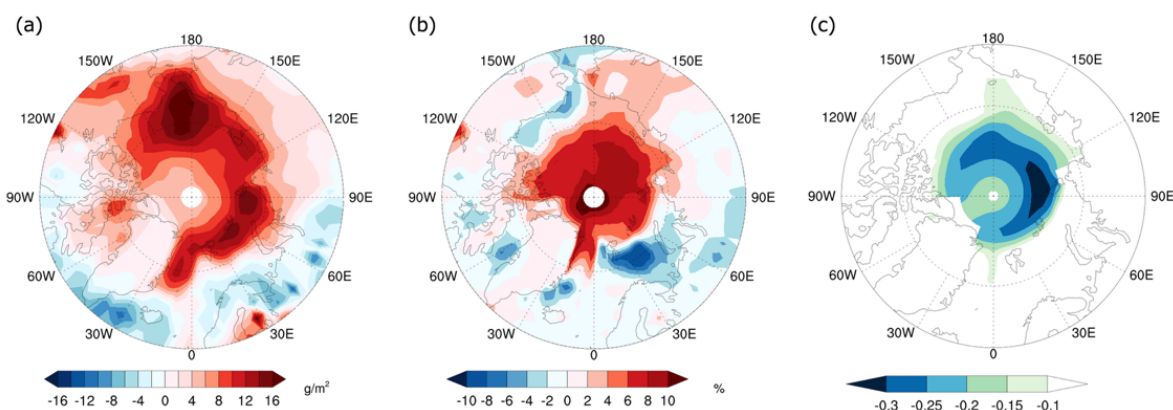 (a)
180
150W
150E
120W
120E
90W
90E
60W
60E
30W
30E
0
-16 -12 -8 -4 0 4 8 12 16
g/m²
(b)
180
150W
150E
120W
120E
90W
90E
60W
60E
30W
30E
0
-10 -8 -6 -4 -2 0 2 4 6 8 10
%
(c)
180
150W
150E
120W
120E
90W
90E
60W
60E
30W
30E
0
-0.3 -0.25 -0.2 -0.15 -0.1